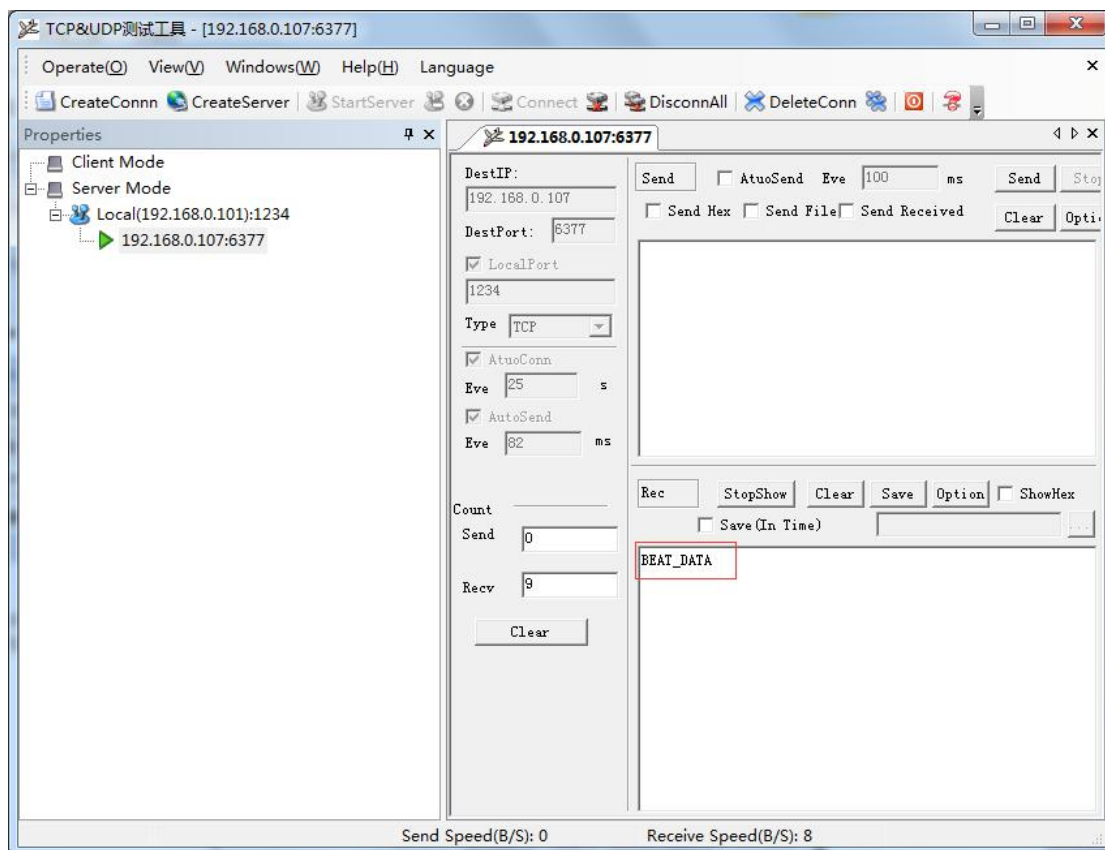 TCP&UDP测试工具 - [192.168.0.107:6377]
Operate(O) View(V) Windows(W) Help(H) Language
CreateConnn CreateServer StartServer Connect DisconnAll DeleteConn
Properties
Client Mode
Server Mode
Local(192.168.0.101):1234
192.168.0.107:6377
192.168.0.107:6377
DestIP:
192.168.0.107
DestPort: 6377
LocalPort
1234
Type TCP
AtuoConn
Eve 25 s
AutoSend
Eve 82 ms
Count
Send 0
Recv 9
Clear
Send AtuoSend Eve 100 ms Send Stop
Send Hex Send File Send Received Clear Opti
Rec StopShow Clear Save Option ShowHex
Save(In Time) ...
BEAT_DATA
Send Speed(B/S): 0 Receive Speed(B/S): 8